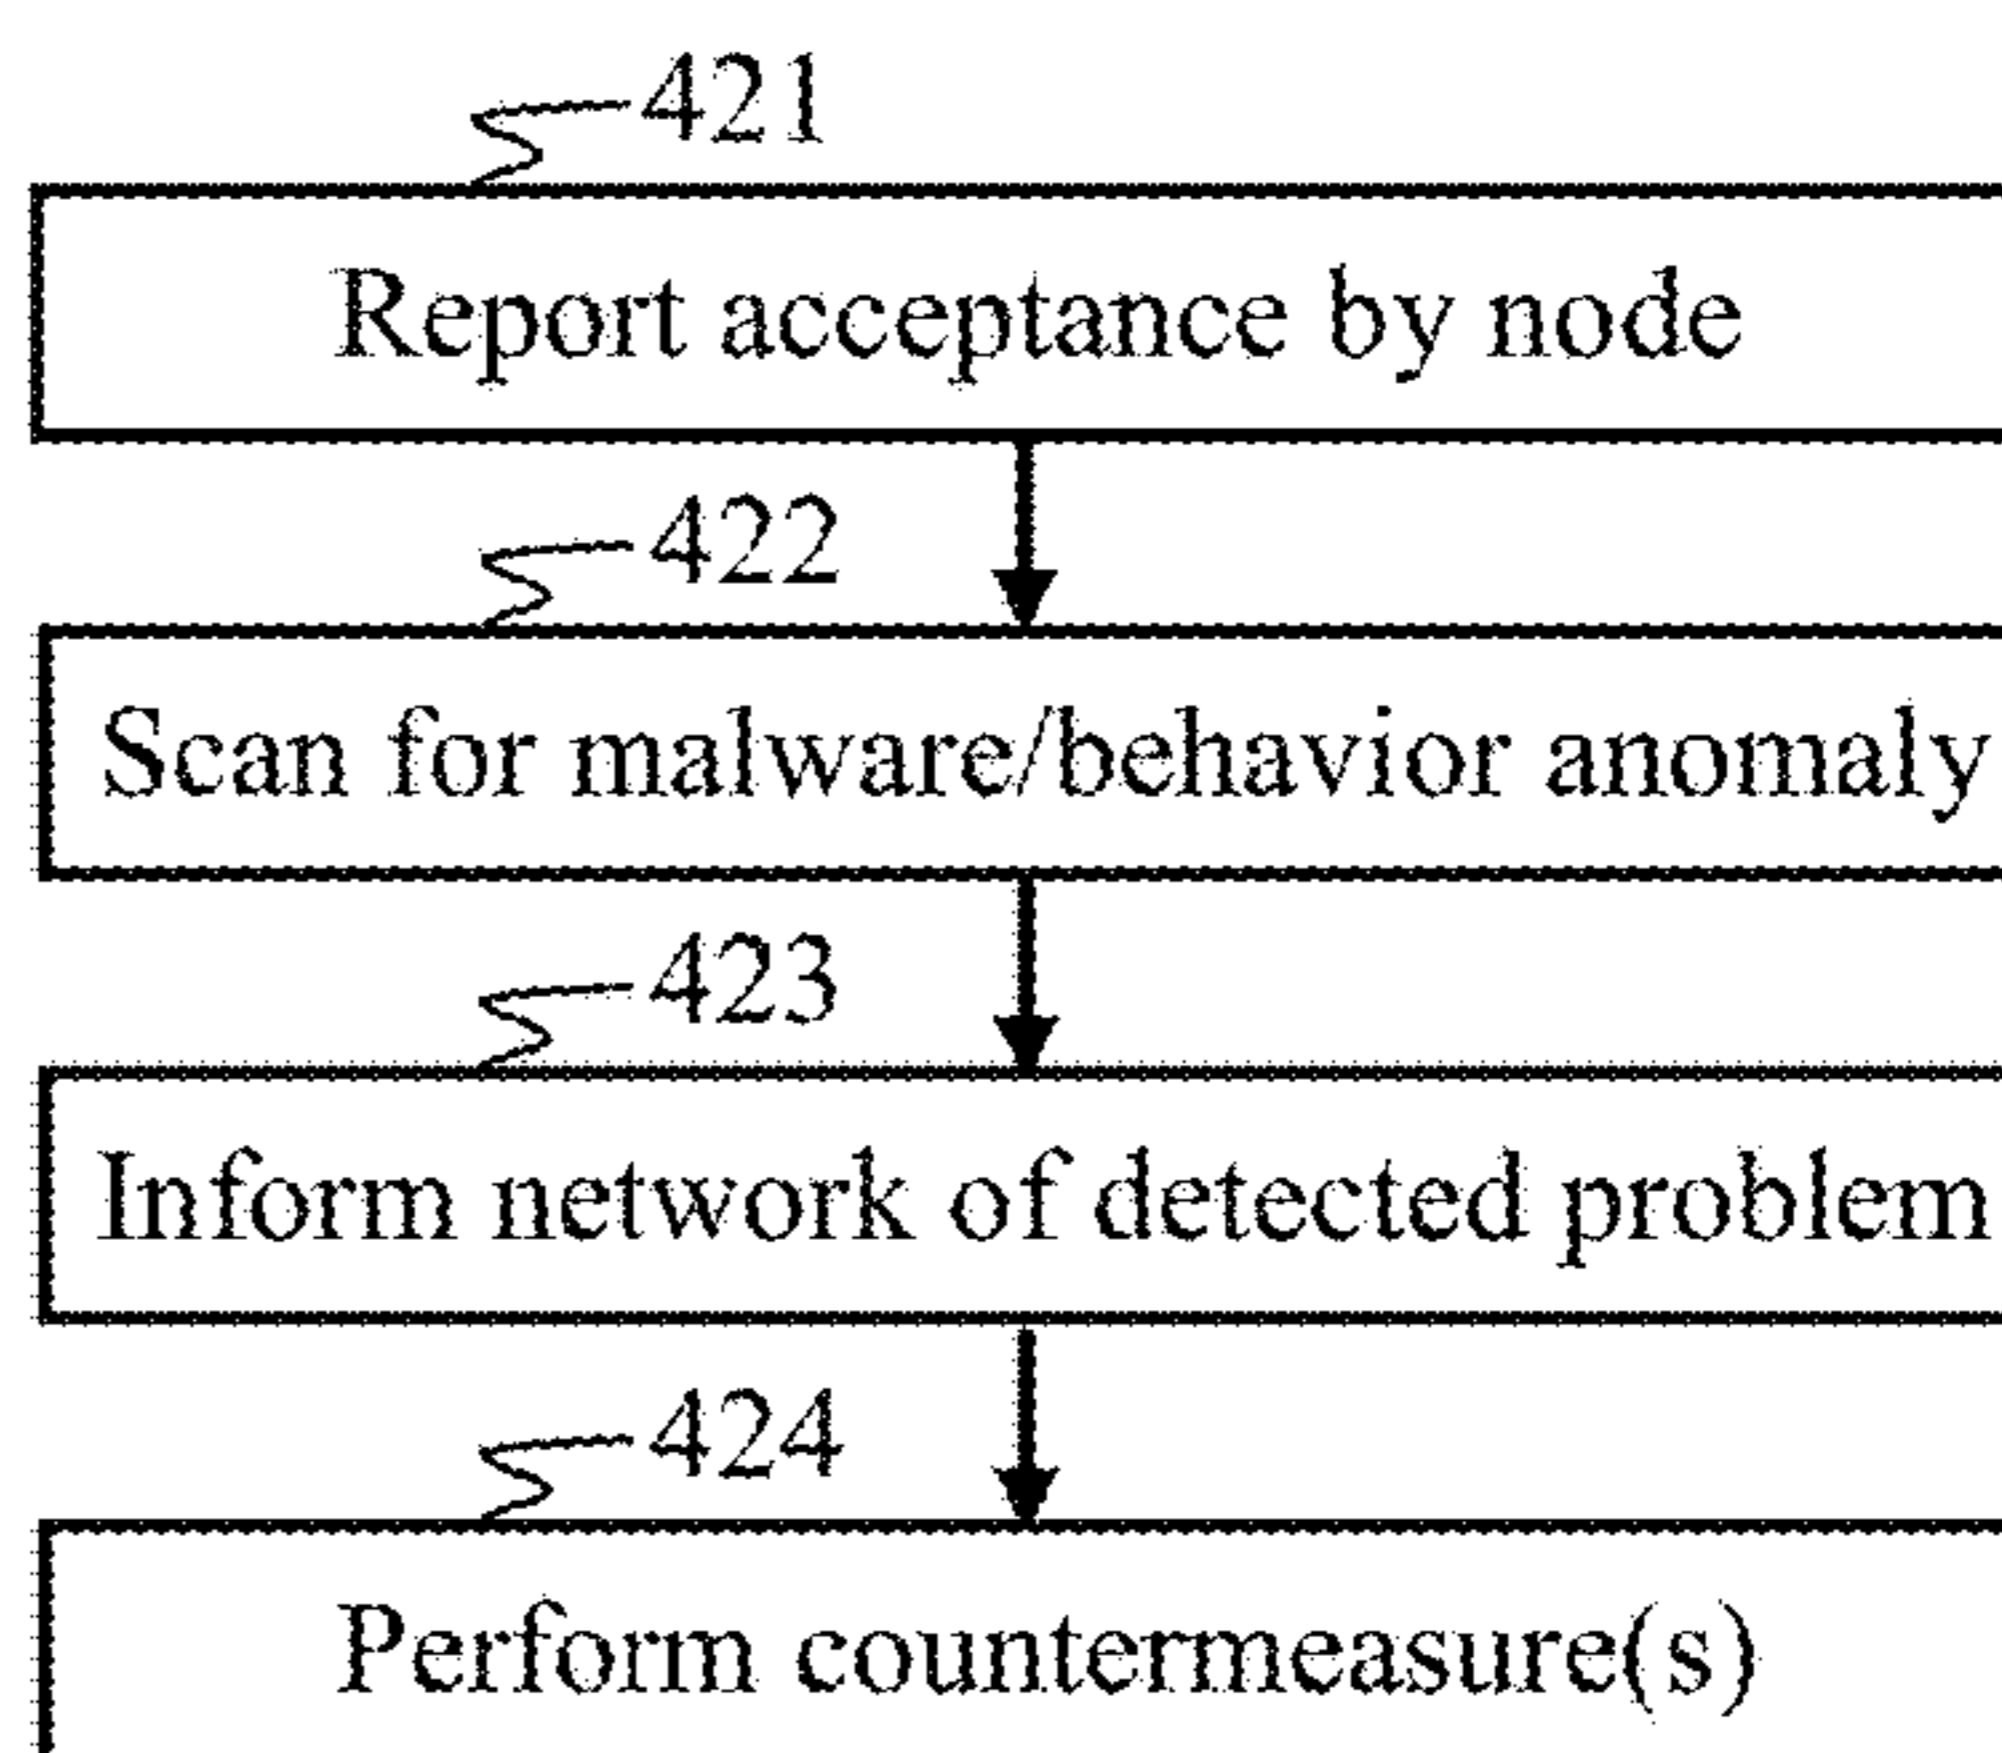 421
Report acceptance by node
422
Scan for malware/behavior anomaly
423
Inform network of detected problem
424
Perform countermeasure(s)